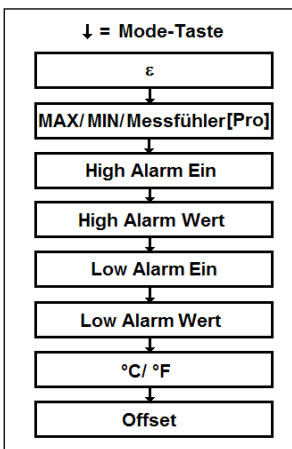 ↓ = Mode-Taste
ε
MAX/ MIN/ Messfühler[Pro]
High Alarm Ein
High Alarm Wert
Low Alarm Ein
Low Alarm Wert
°C/ °F
Offset